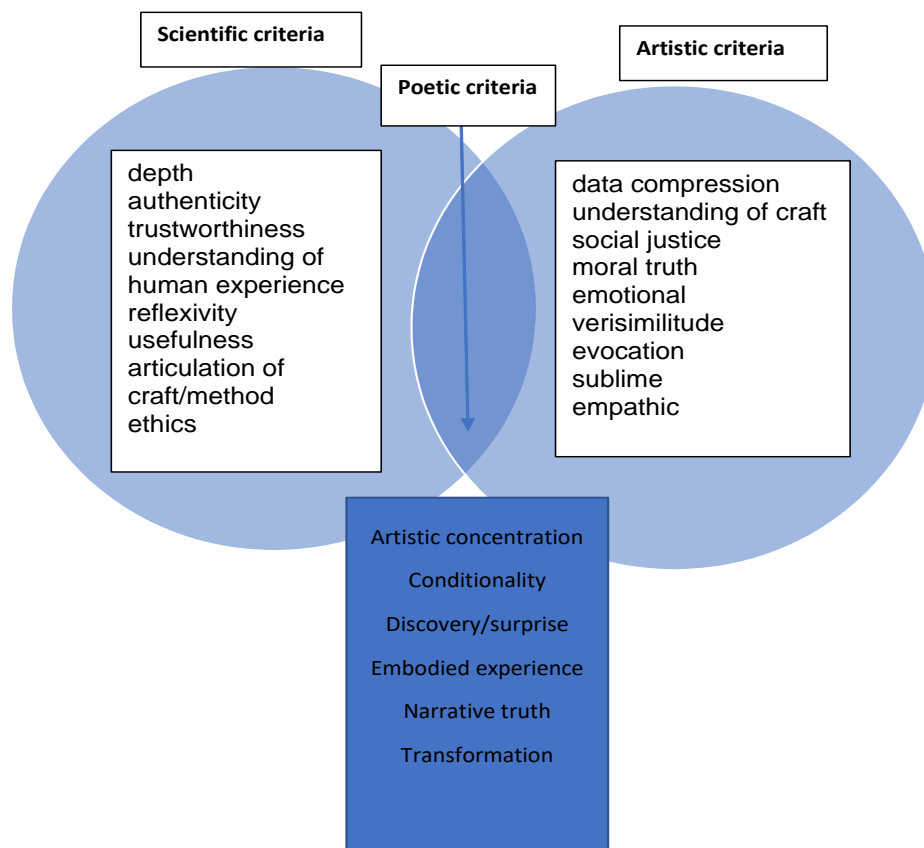 Scientific criteria
Poetic criteria
Artistic criteria
depth
authenticity
trustworthiness
understanding of
human experience
reflexivity
usefulness
articulation of
craft/method
ethics
data compression
understanding of craft
social justice
moral truth
emotional
verisimilitude
evocation
sublime
empathic
Artistic concentration
Conditionality
Discovery/surprise
Embodied experience
Narrative truth
Transformation